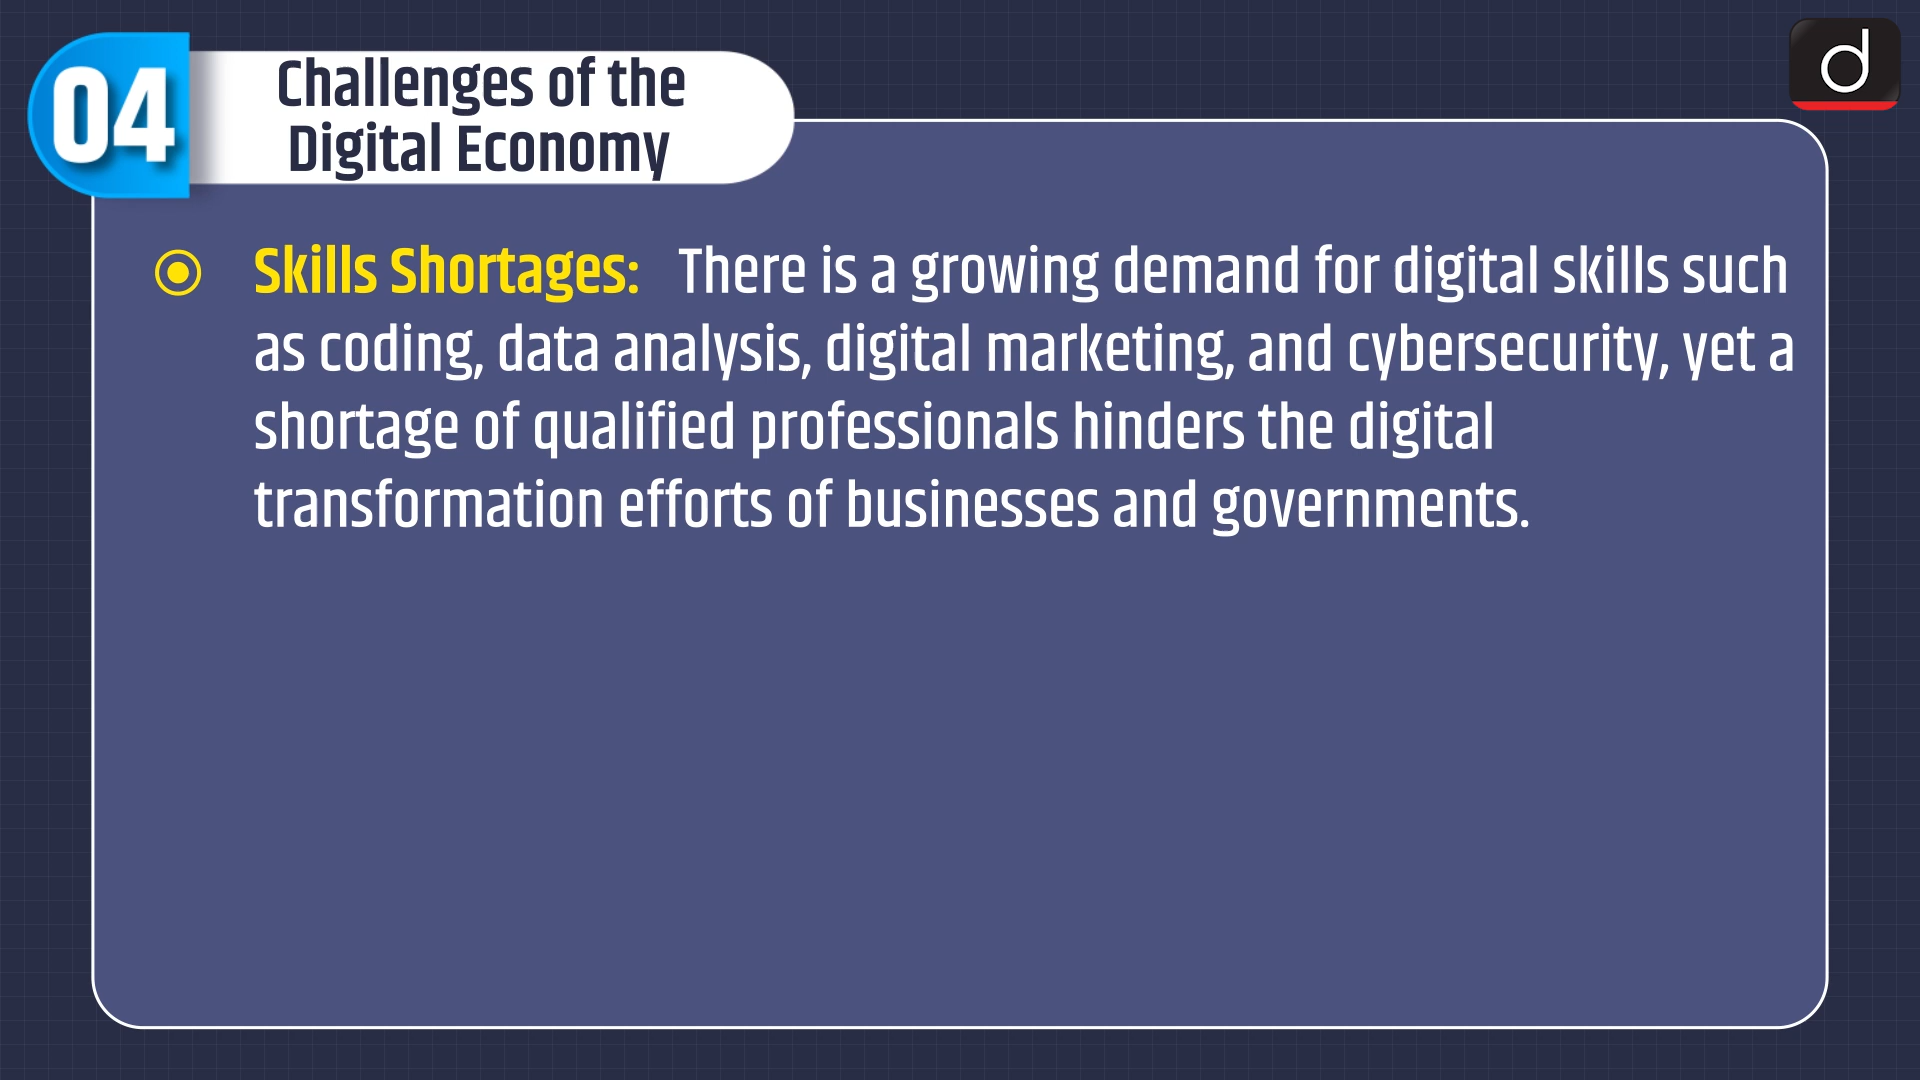 04
Challenges of the
Digital Economy
d
Skills Shortages: There is a growing demand for digital skills such
as coding, data analysis, digital marketing, and cybersecurity, yet a
shortage of qualified professionals hinders the digital
transformation efforts of businesses and governments.